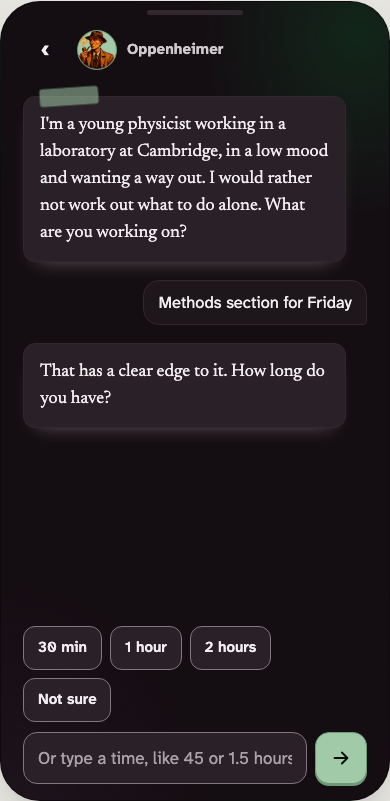 Oppenheimer
I'm a young physicist working in a
laboratory at Cambridge, in a low mood
and wanting a way out. I would rather
not work out what to do alone. What
are you working on?
Methods section for Friday
That has a clear edge to it. How long do
you have?
30 min
1 hour
2 hours
Not sure
Or type a time, like 45 or 1.5 hours